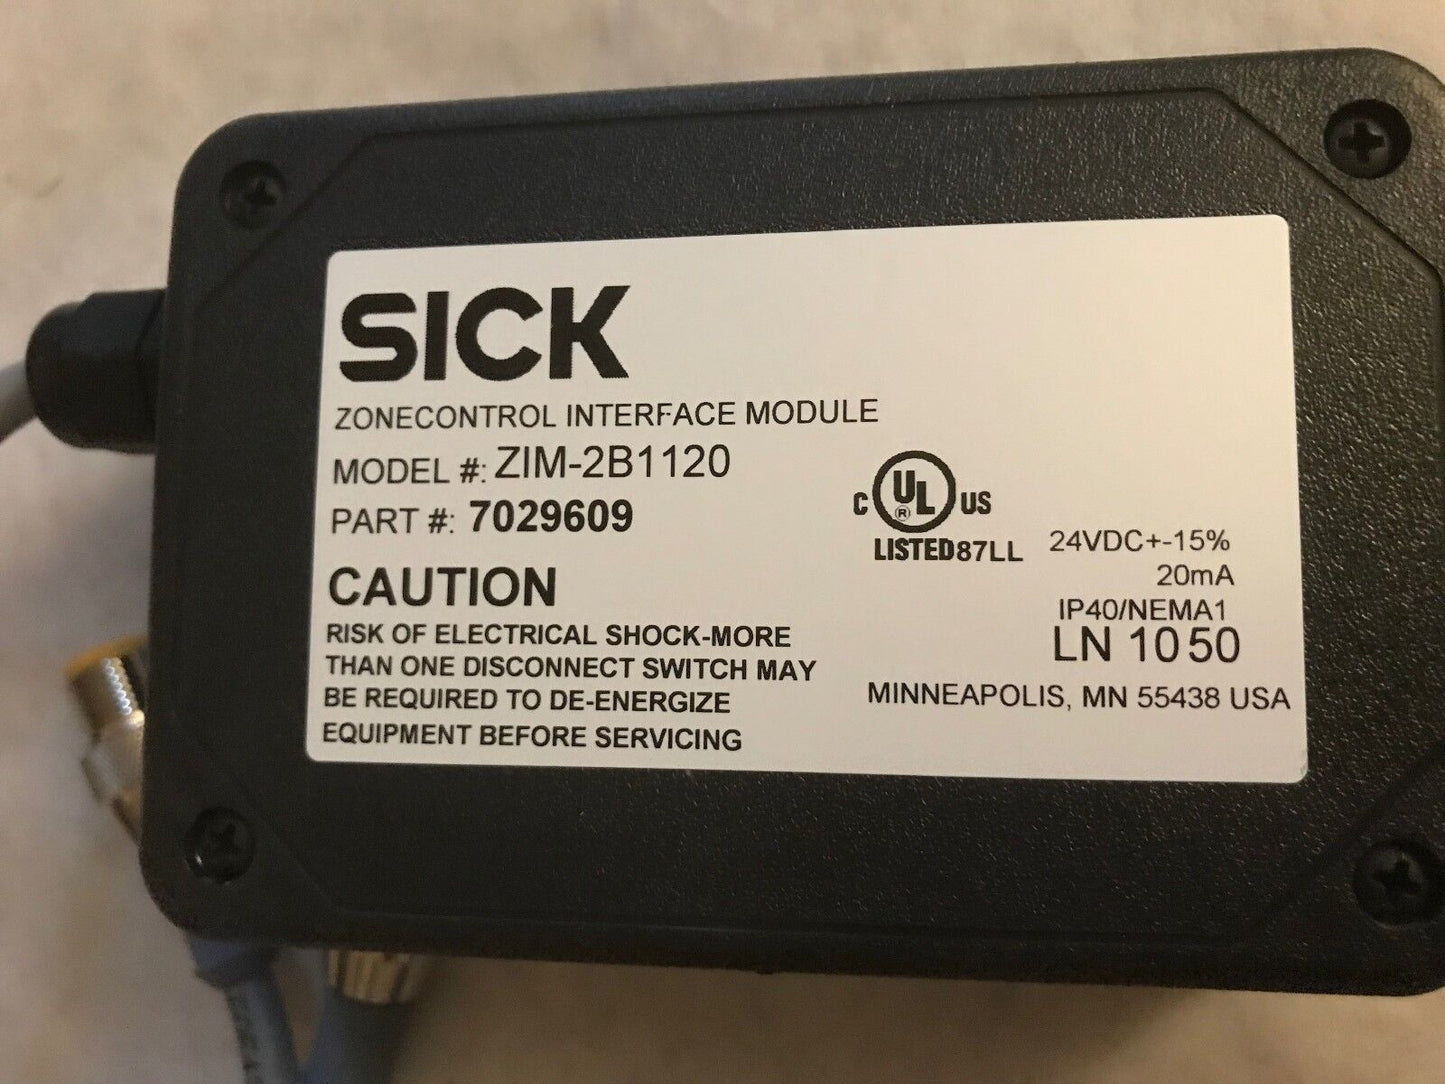 SICK
ZONECONTROL INTERFACE MODULE
MODEL #: ZIM-2B1120
PART #: 7029609
C UL ® US
LISTED 87LL
24VDC+-15%
20mA
IP40/NEMA1
LN 1050
MINNEAPOLIS, MN 55438 USA
CAUTION
RISK OF ELECTRICAL SHOCK-MORE
THAN ONE DISCONNECT SWITCH MAY
BE REQUIRED TO DE-ENERGIZE
EQUIPMENT BEFORE SERVICING